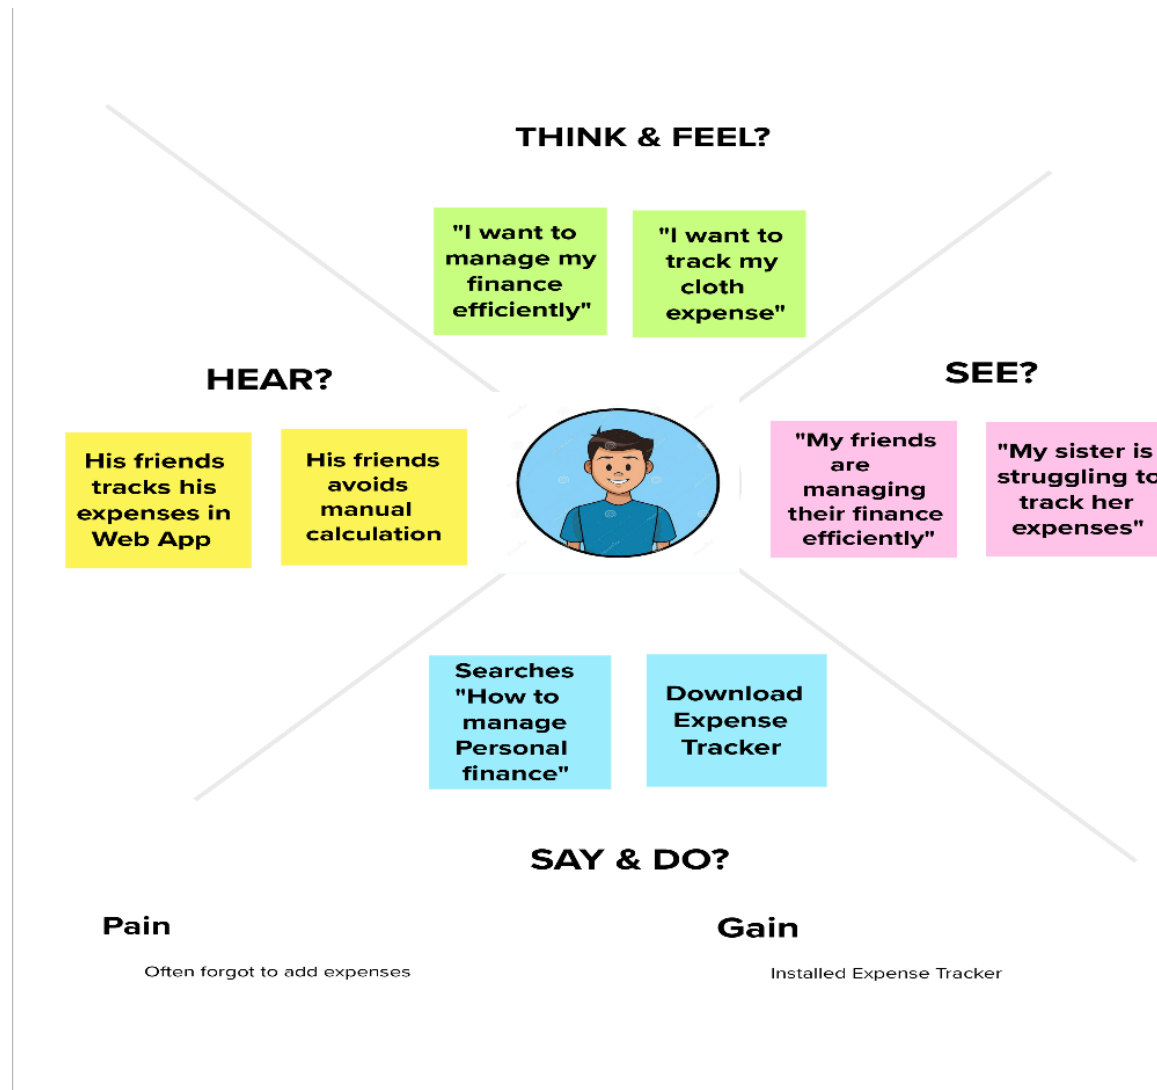 THINK & FEEL?
"I want to
manage my
finance
efficiently"
"I want to
track my
cloth
expense"
HEAR?
His friends
tracks his
expenses in
Web App
His friends
avoids
manual
calculation
SEE?
"My friends
are
managing
their finance
efficiently"
"My sister is
struggling to
track her
expenses"
Searches
"How to
manage
Personal
finance"
Download
Expense
Tracker
SAY & DO?
Pain
Often forgot to add expenses
Gain
Installed Expense Tracker